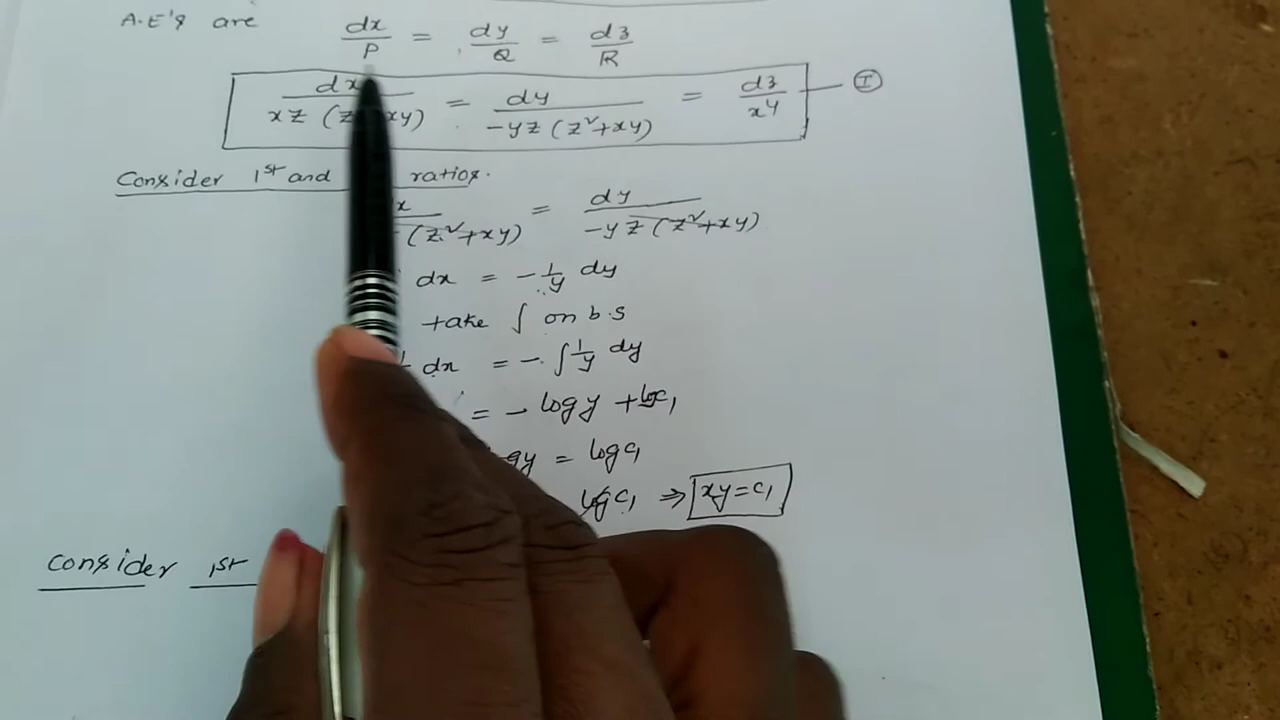 A.E's are dx/P = dy/Q = dz/R
dx/xz (z xy) = dy/-yz (z²+xy) = dz/x⁴ — (I)
Consider 1st and ratios.
x/(z²+xy) = dy/-yz (z²+xy)
dx = - 1/y dy
take ∫ on b.s
dx = - ∫ 1/y dy
= - log y + log c₁
gy = log c₁
log c₁ ⇒ xy = c₁
Consider 1st